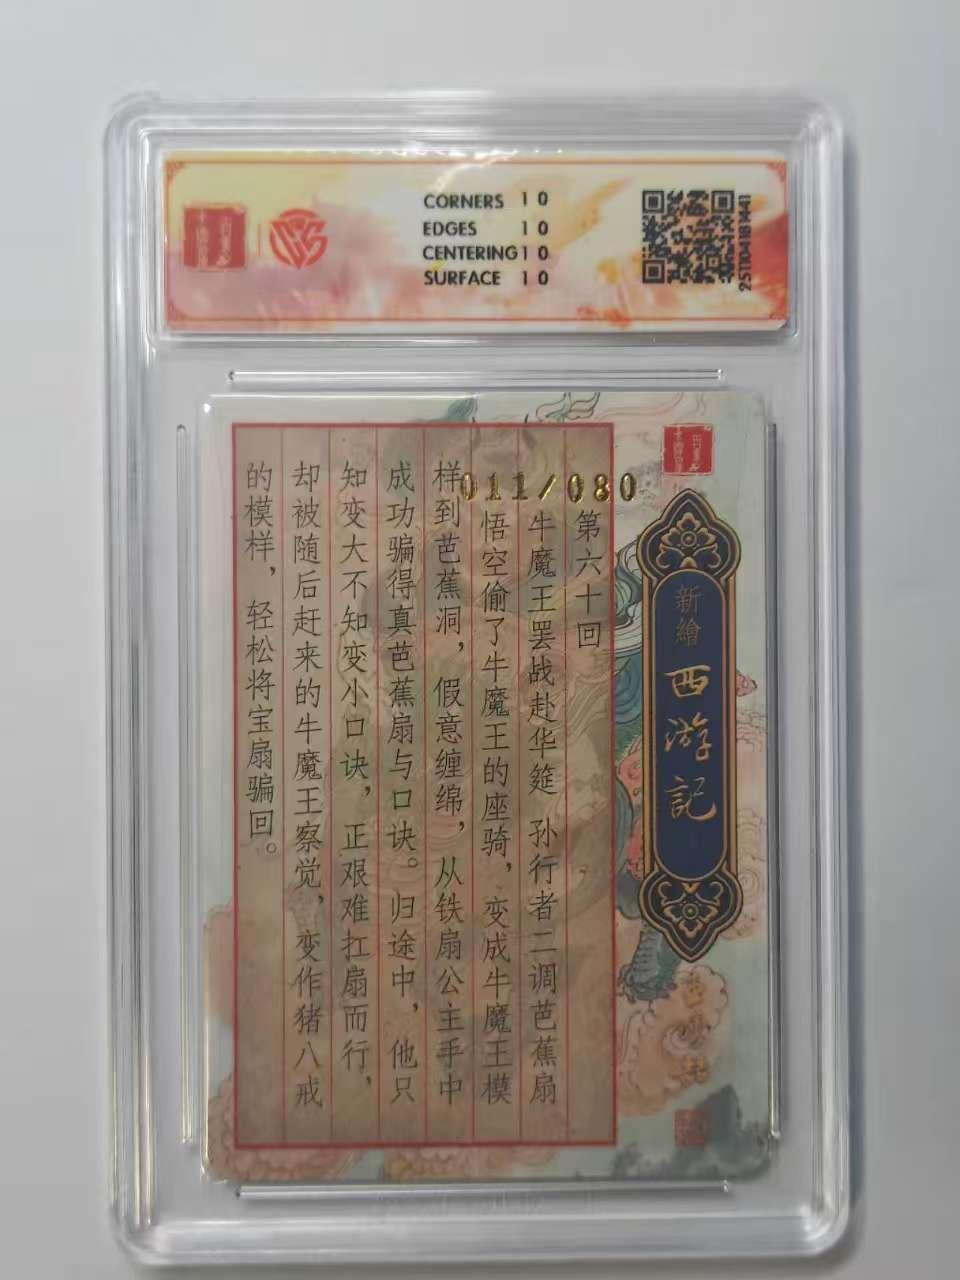 CORNERS 10
EDGES 10
CENTERING 10
SURFACE 10
011/080
第六十回
牛魔王罢战赴华筵 孙行者二调芭蕉扇
悟空偷了牛魔王的座骑，变成牛魔王模
样到芭蕉洞，假意缠绵，从铁扇公主手中
成功骗得真芭蕉扇与口诀。归途中，他只
知变大不知变小口诀，正艰难扛扇而行，
却被随后赶来的牛魔王察觉，变作猪八戒
的模样，轻松将宝扇骗回。
新繪
西游記